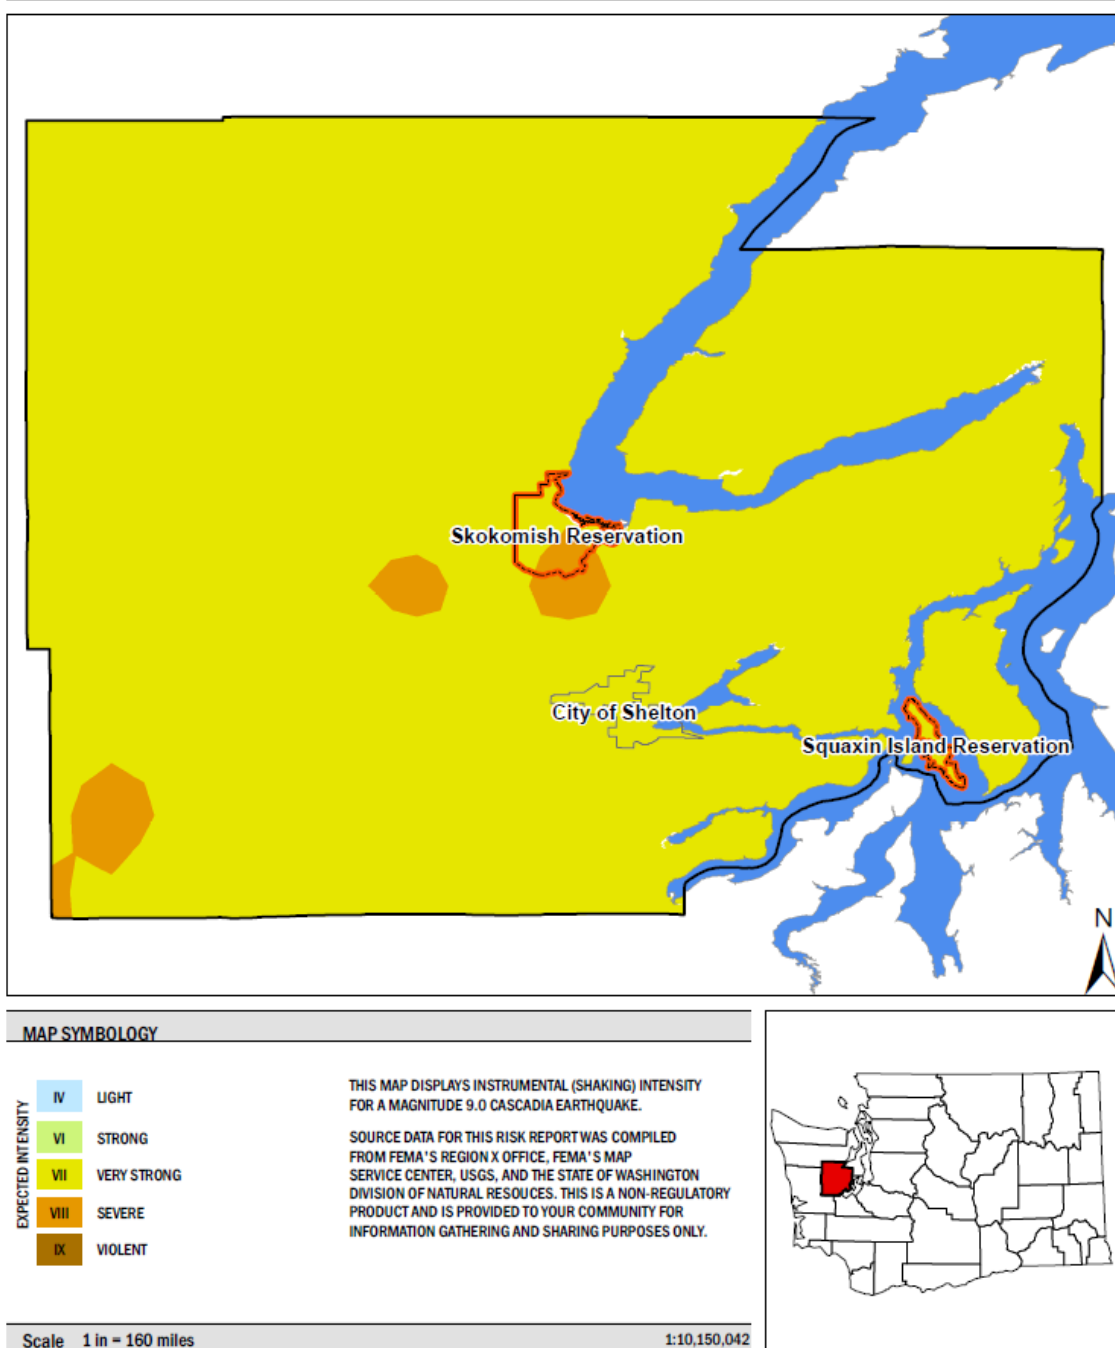 Skokomish Reservation
City of Shelton
Squaxin Island Reservation
N
MAP SYMBOLOGY
EXPECTED INTENSITY
IV LIGHT
VI STRONG
VII VERY STRONG
VIII SEVERE
IX VIOLENT
THIS MAP DISPLAYS INSTRUMENTAL (SHAKING) INTENSITY
FOR A MAGNITUDE 9.0 CASCADIA EARTHQUAKE.
SOURCE DATA FOR THIS RISK REPORT WAS COMPILED
FROM FEMA'S REGION X OFFICE, FEMA'S MAP
SERVICE CENTER, USGS, AND THE STATE OF WASHINGTON
DIVISION OF NATURAL RESOUCES. THIS IS A NON-REGULATORY
PRODUCT AND IS PROVIDED TO YOUR COMMUNITY FOR
INFORMATION GATHERING AND SHARING PURPOSES ONLY.
Scale 1 in = 160 miles 1:10,150,042